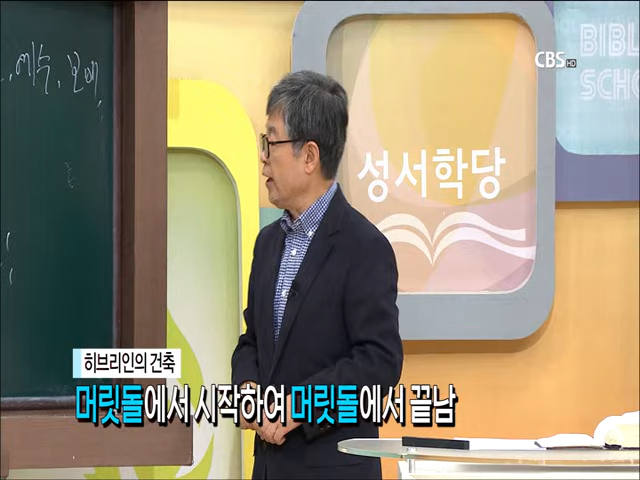 예수, 보배,
CBS HD
BIBL
SCHO
성서학당
히브리인의 건축
머릿돌에서 시작하여 머릿돌에서 끝남